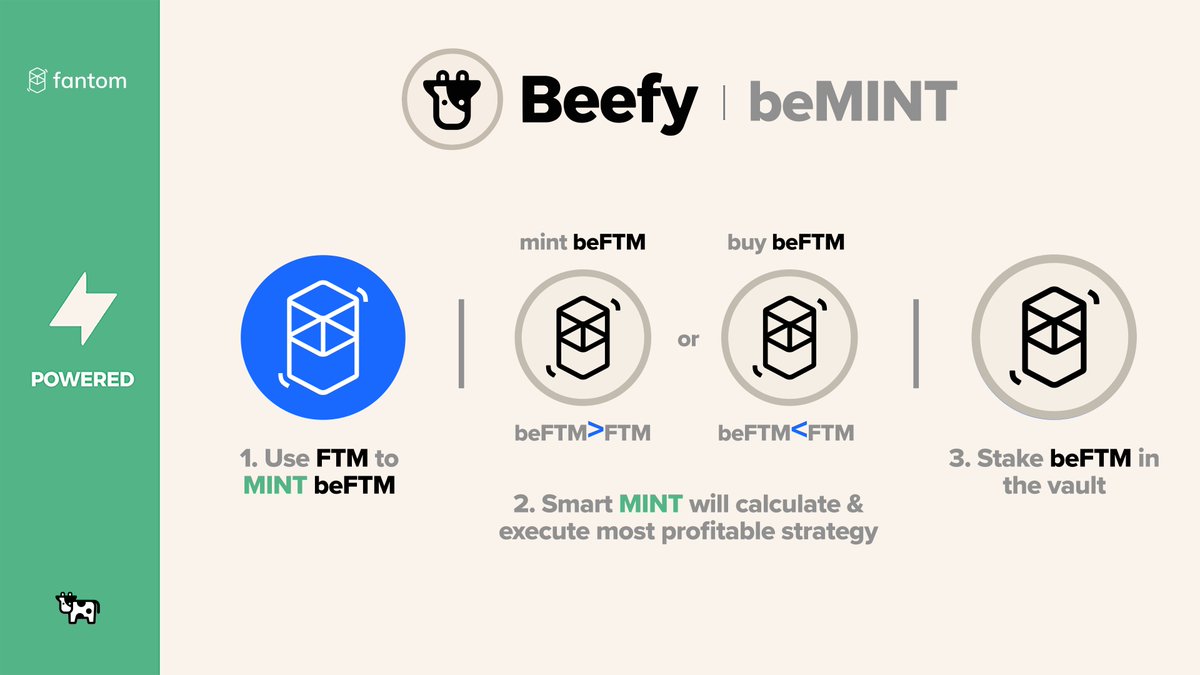 fantom
POWERED
Beefy | beMINT
1. Use FTM to
MINT beFTM
mint beFTM
beFTM>FTM
or
buy beFTM
beFTM<FTM
2. Smart MINT will calculate &
execute most profitable strategy
3. Stake beFTM in
the vault